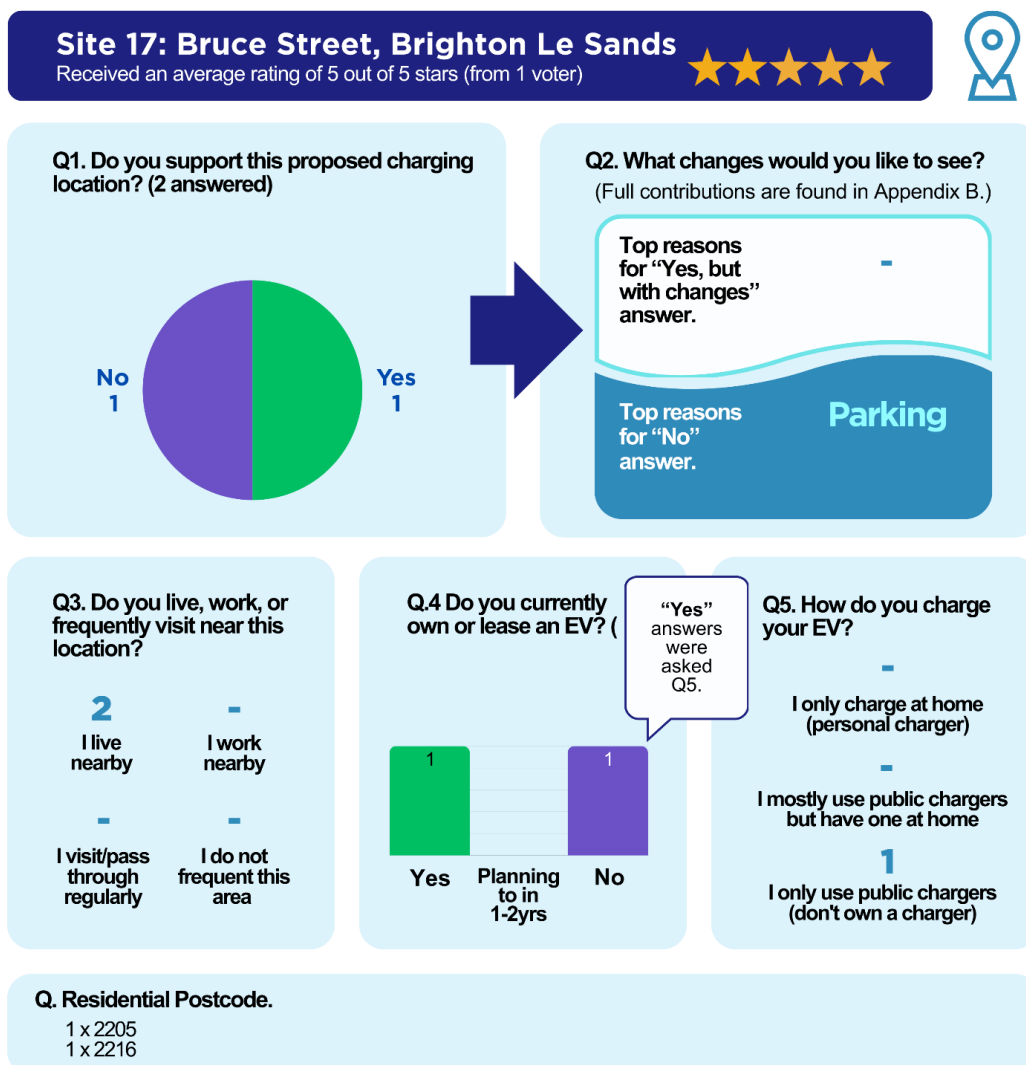 Site 17: Bruce Street, Brighton Le Sands
Received an average rating of 5 out of 5 stars (from 1 voter)
Q1. Do you support this proposed charging
location? (2 answered)
No
1
Yes
1
Q2. What changes would you like to see?
(Full contributions are found in Appendix B.)
Top reasons
for “Yes, but
with changes”
answer.
-
Top reasons
for “No”
answer.
Parking
Q3. Do you live, work, or
frequently visit near this
location?
2
I live
nearby
-
I work
nearby
-
I visit/pass
through
regularly
-
I do not
frequent this
area
Q.4 Do you currently
own or lease an EV? (
“Yes”
answers
were
asked
Q5.
1
1
Yes
Planning
to in
1-2yrs
No
Q5. How do you charge
your EV?
-
I only charge at home
(personal charger)
-
I mostly use public chargers
but have one at home
1
I only use public chargers
(don't own a charger)
Q. Residential Postcode.
1 x 2205
1 x 2216